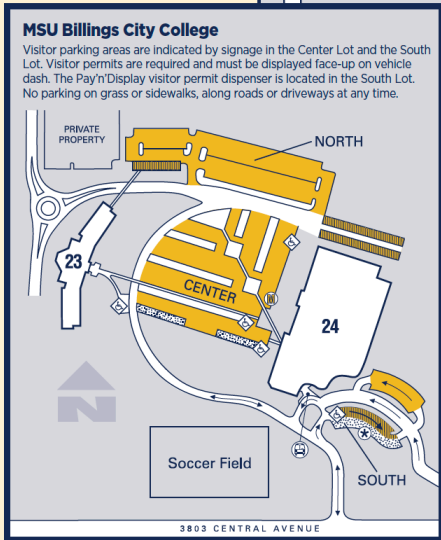 MSU Billings City College
Visitor parking areas are indicated by signage in the Center Lot and the South
Lot. Visitor permits are required and must be displayed face-up on vehicle
dash. The Pay'n'Display visitor permit dispenser is located in the South Lot.
No parking on grass or sidewalks, along roads or driveways at any time.
PRIVATE
PROPERTY
NORTH
23
CENTER
24
N
Soccer Field
SOUTH
3803 CENTRAL AVENUE